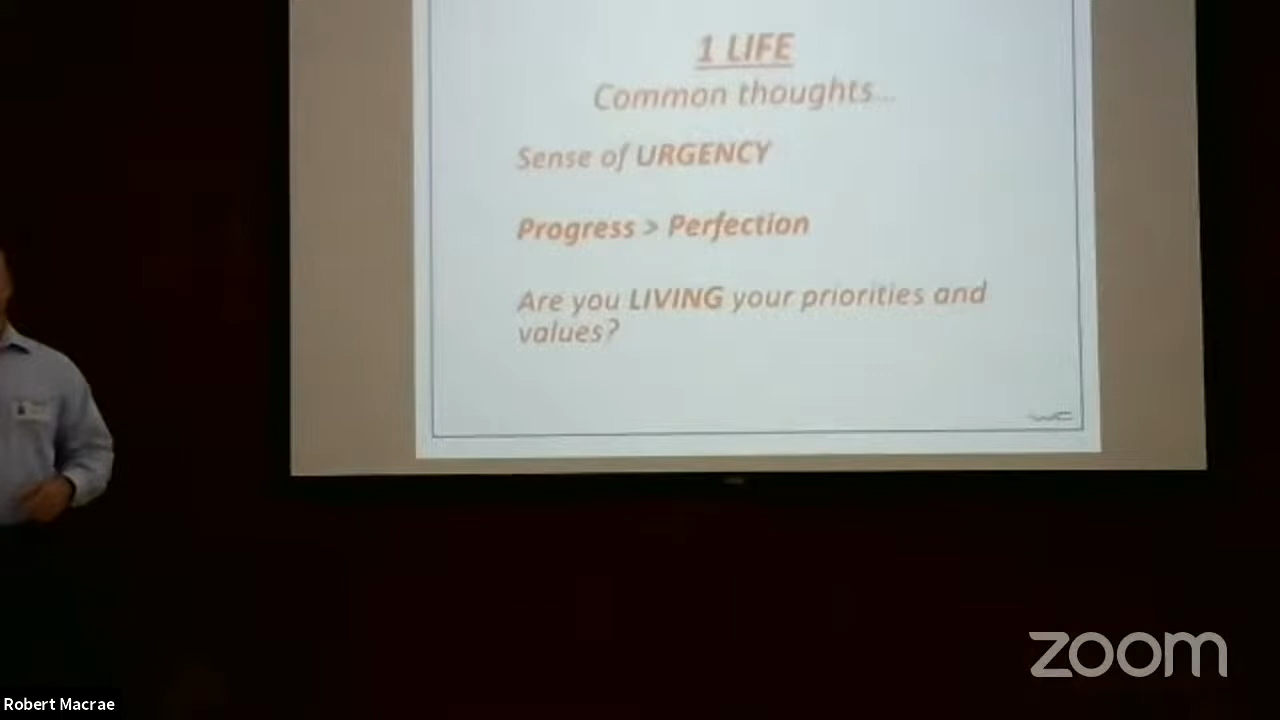 1 LIFE
Common thoughts...
Sense of URGENCY
Progress > Perfection
Are you LIVING your priorities and
values?
zoom
Robert Macrae